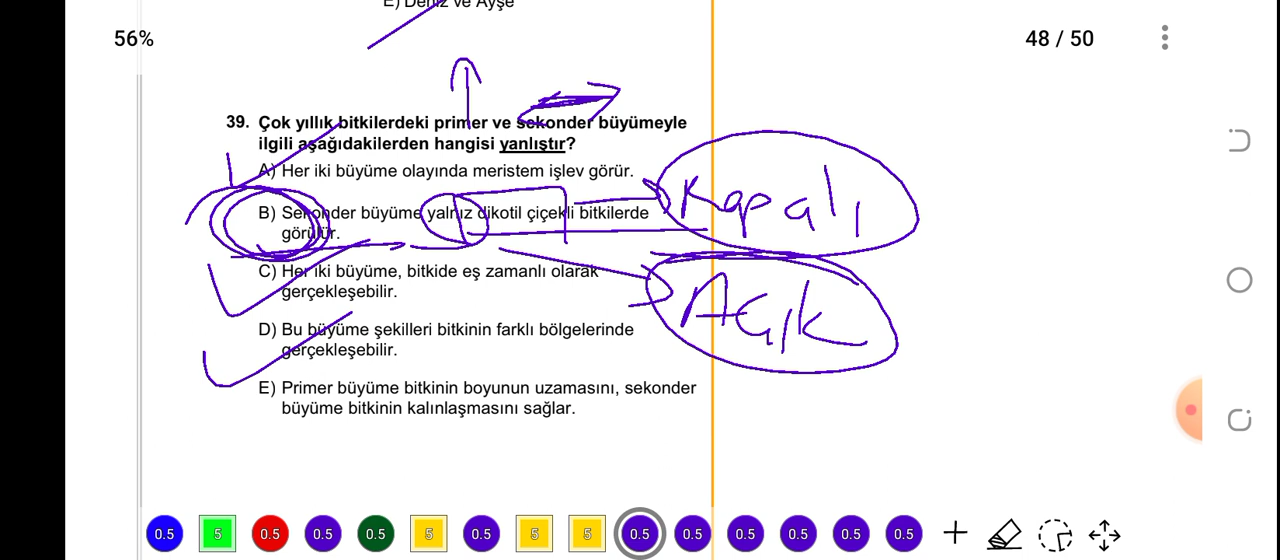 E) Deniz ve Ayşe
56%
48 / 50
39. Çok yıllık bitkilerdeki primer ve sekonder büyümeyle
ilgili aşağıdakilerden hangisi yanlıştır?
A) Her iki büyüme olayında meristem işlev görür.
B) Sekonder büyüme yalnız dikotil çiçekli bitkilerde
görülür.
Kapalı
C) Her iki büyüme, bitkide eş zamanlı olarak
gerçekleşebilir.
Açık
D) Bu büyüme şekilleri bitkinin farklı bölgelerinde
gerçekleşebilir.
E) Primer büyüme bitkinin boyunun uzamasını, sekonder
büyüme bitkinin kalınlaşmasını sağlar.
0.5 5 0.5 0.5 0.5 5 0.5 5 5 0.5 0.5 0.5 0.5 0.5 0.5